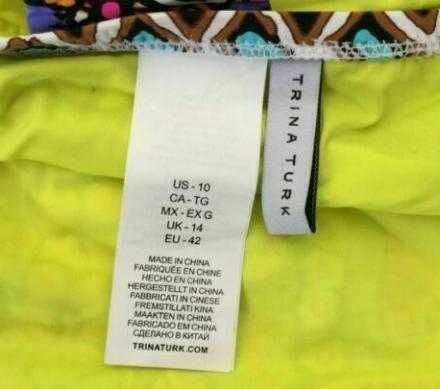 US - 10
CA - TG
MX - EX G
UK - 14
EU - 42
MADE IN CHINA
FABRIQUÉE EN CHINE
HECHO EN CHINA
HERGESTELLT IN CHINA
FABBRICATI IN CINESE
FREMSTILLATI KINA
MAAKTEN IN CHINA
FABRICADO EM CHINA
СДЕЛАНО В КИТАЙ
TRINATURK.COM
TRINA TURK